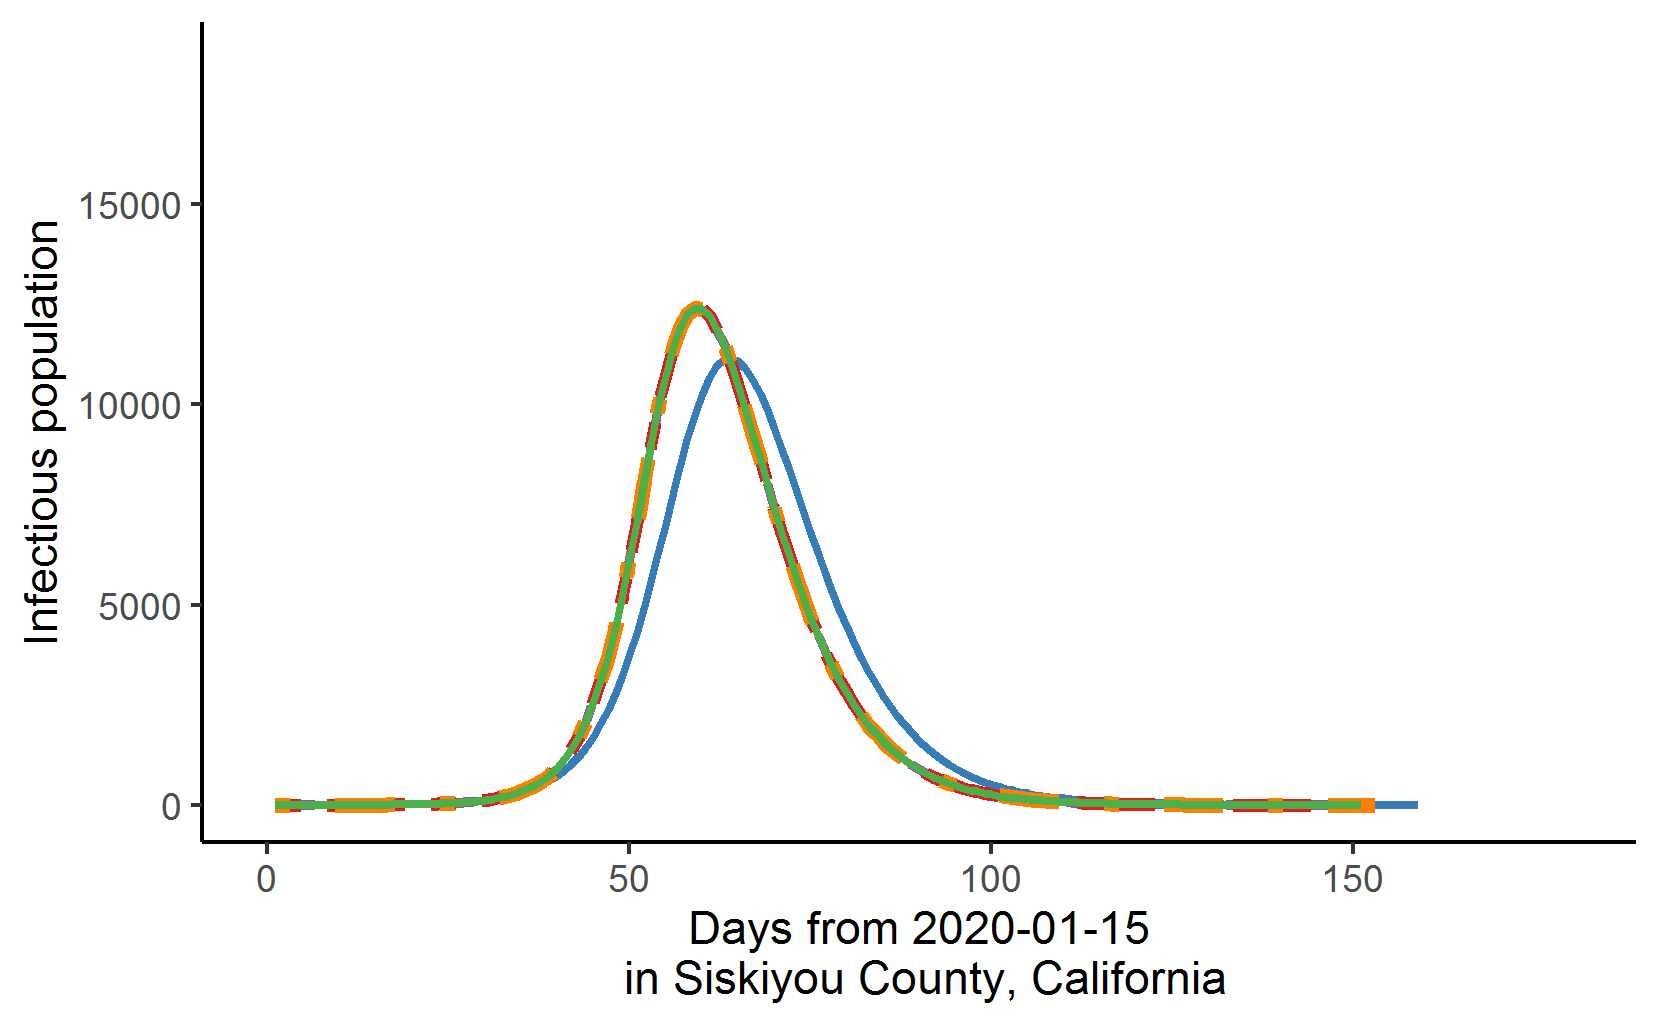 Infectious population
15000
10000
5000
0
0 50 100 150
Days from 2020-01-15
in Siskiyou County, California